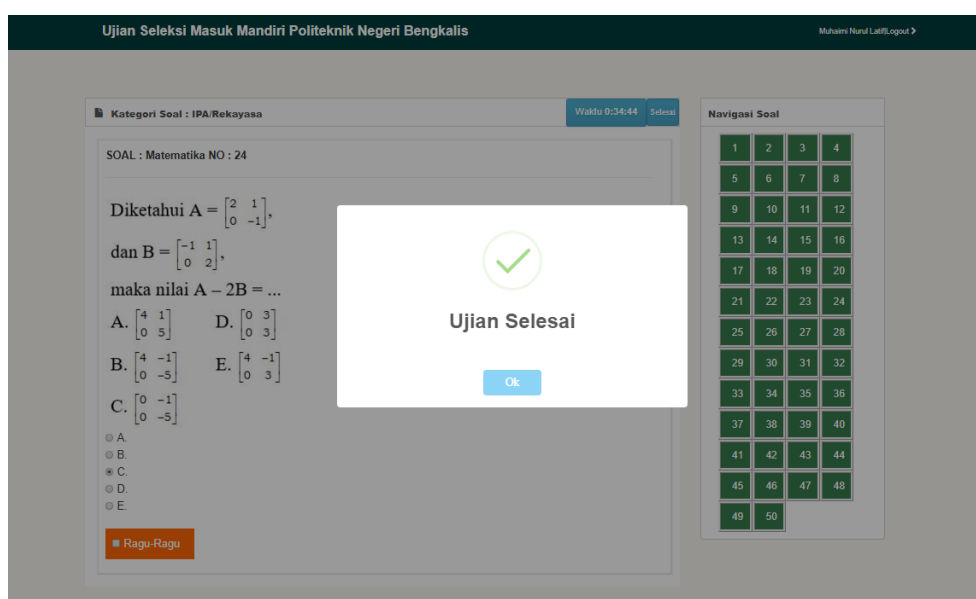 Ujian Seleksi Masuk Mandiri Politeknik Negeri Bengkalis
Muhaimi Nurul Latif|Logout
Kategori Soal : IPA/Rekayasa
Waktu 0:34:44 Selesai
SOAL : Matematika NO : 24
Diketahui A = [2 1; 0 -1],
dan B = [-1 1; 0 2],
maka nilai A – 2B = ...
A. [4 1; 0 5] D. [0 3; 0 3]
B. [4 -1; 0 -5] E. [4 -1; 0 3]
C. [0 -1; 0 -5]
A.
B.
C.
D.
E.
Ragu-Ragu
Ujian Selesai
Ok
Navigasi Soal
1 2 3 4
5 6 7 8
9 10 11 12
13 14 15 16
17 18 19 20
21 22 23 24
25 26 27 28
29 30 31 32
33 34 35 36
37 38 39 40
41 42 43 44
45 46 47 48
49 50